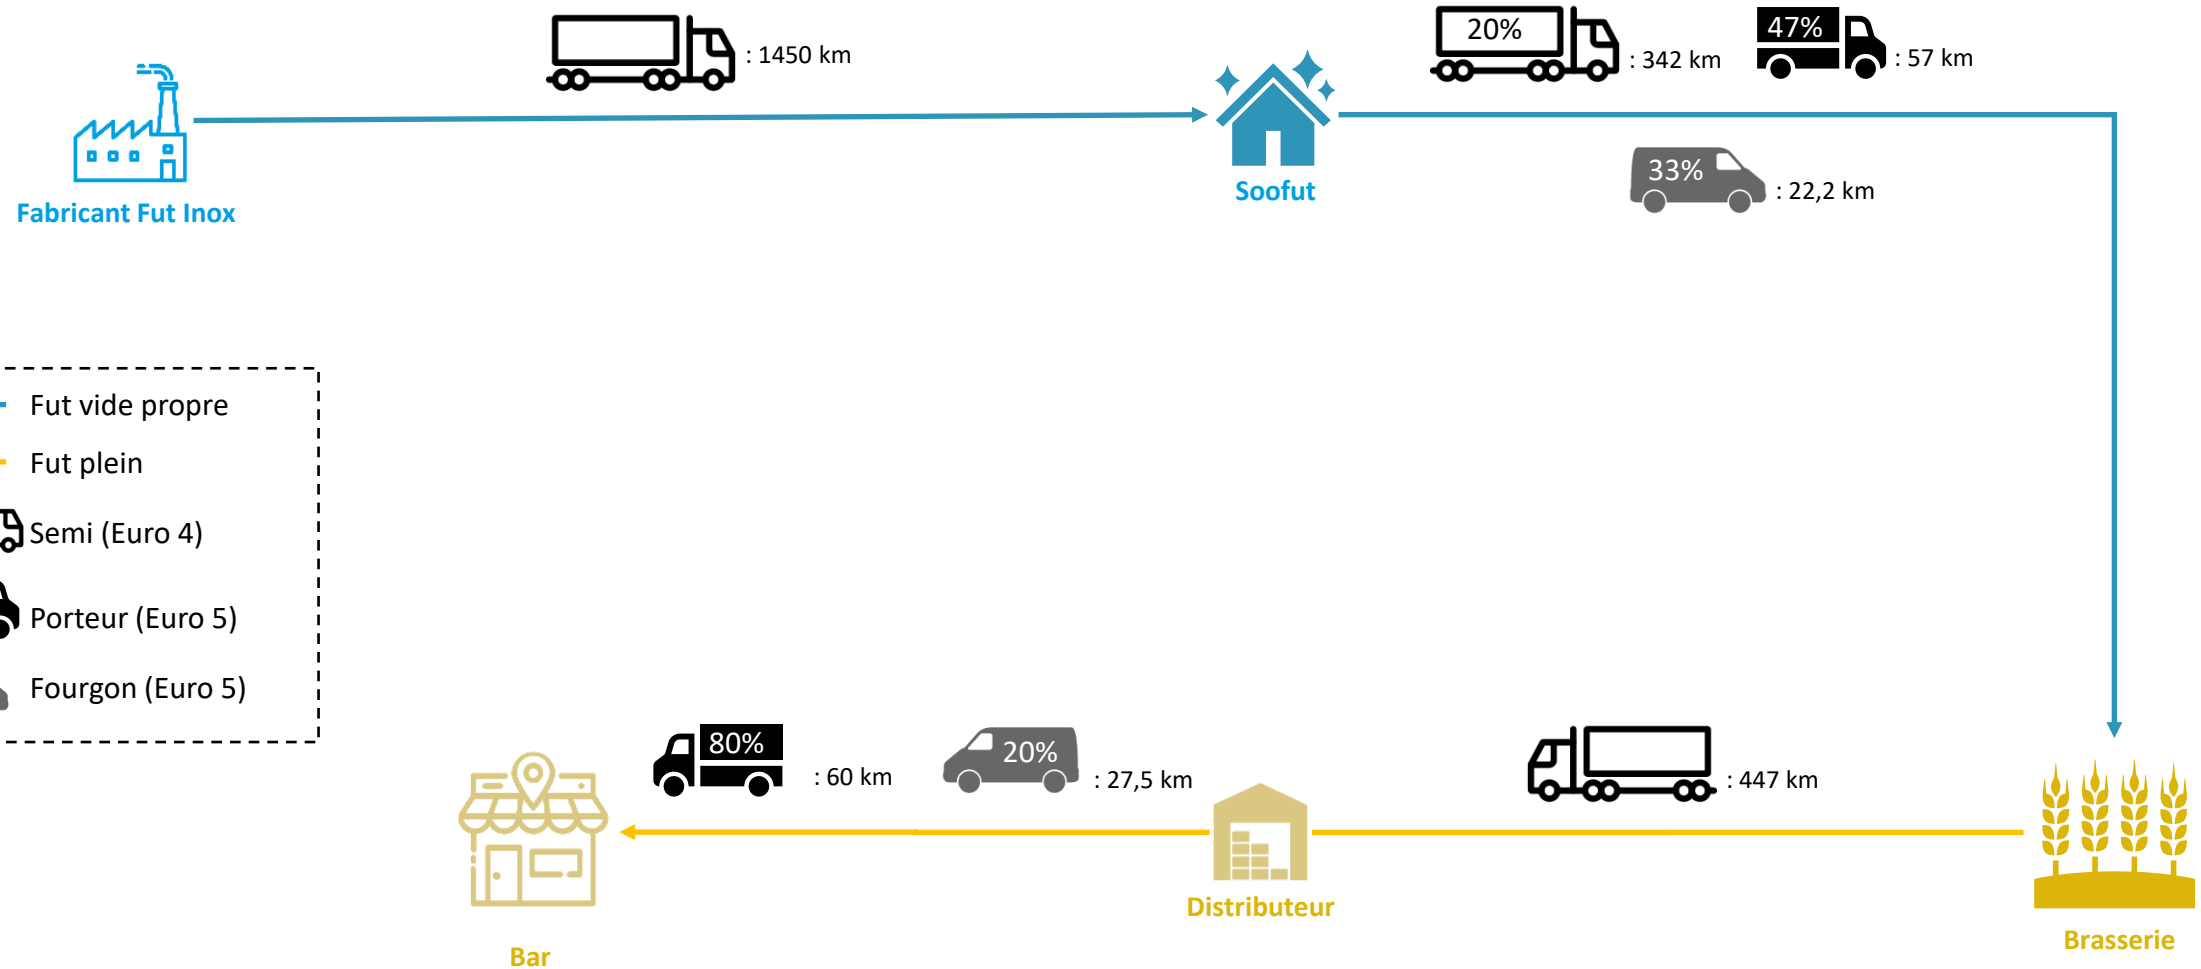 : 1450 km
20%
: 342 km
47%
: 57 km
33%
: 22,2 km
Fabricant Fut Inox
Soofut
Fut vide propre
Fut plein
Semi (Euro 4)
Porteur (Euro 5)
Fourgon (Euro 5)
80%
: 60 km
20%
: 27,5 km
: 447 km
Bar
Distributeur
Brasserie